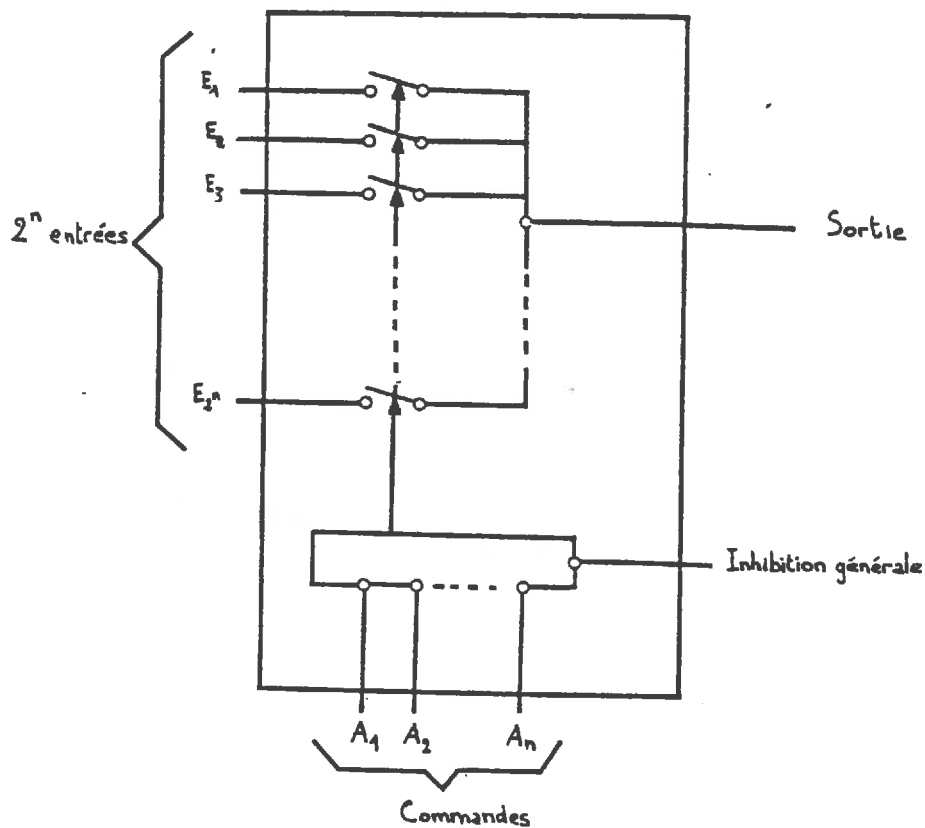 E₁
E₂
E₃
2ⁿ entrées
Sortie
E₂ⁿ
Inhibition générale
A₁ A₂ Aₙ
Commandes